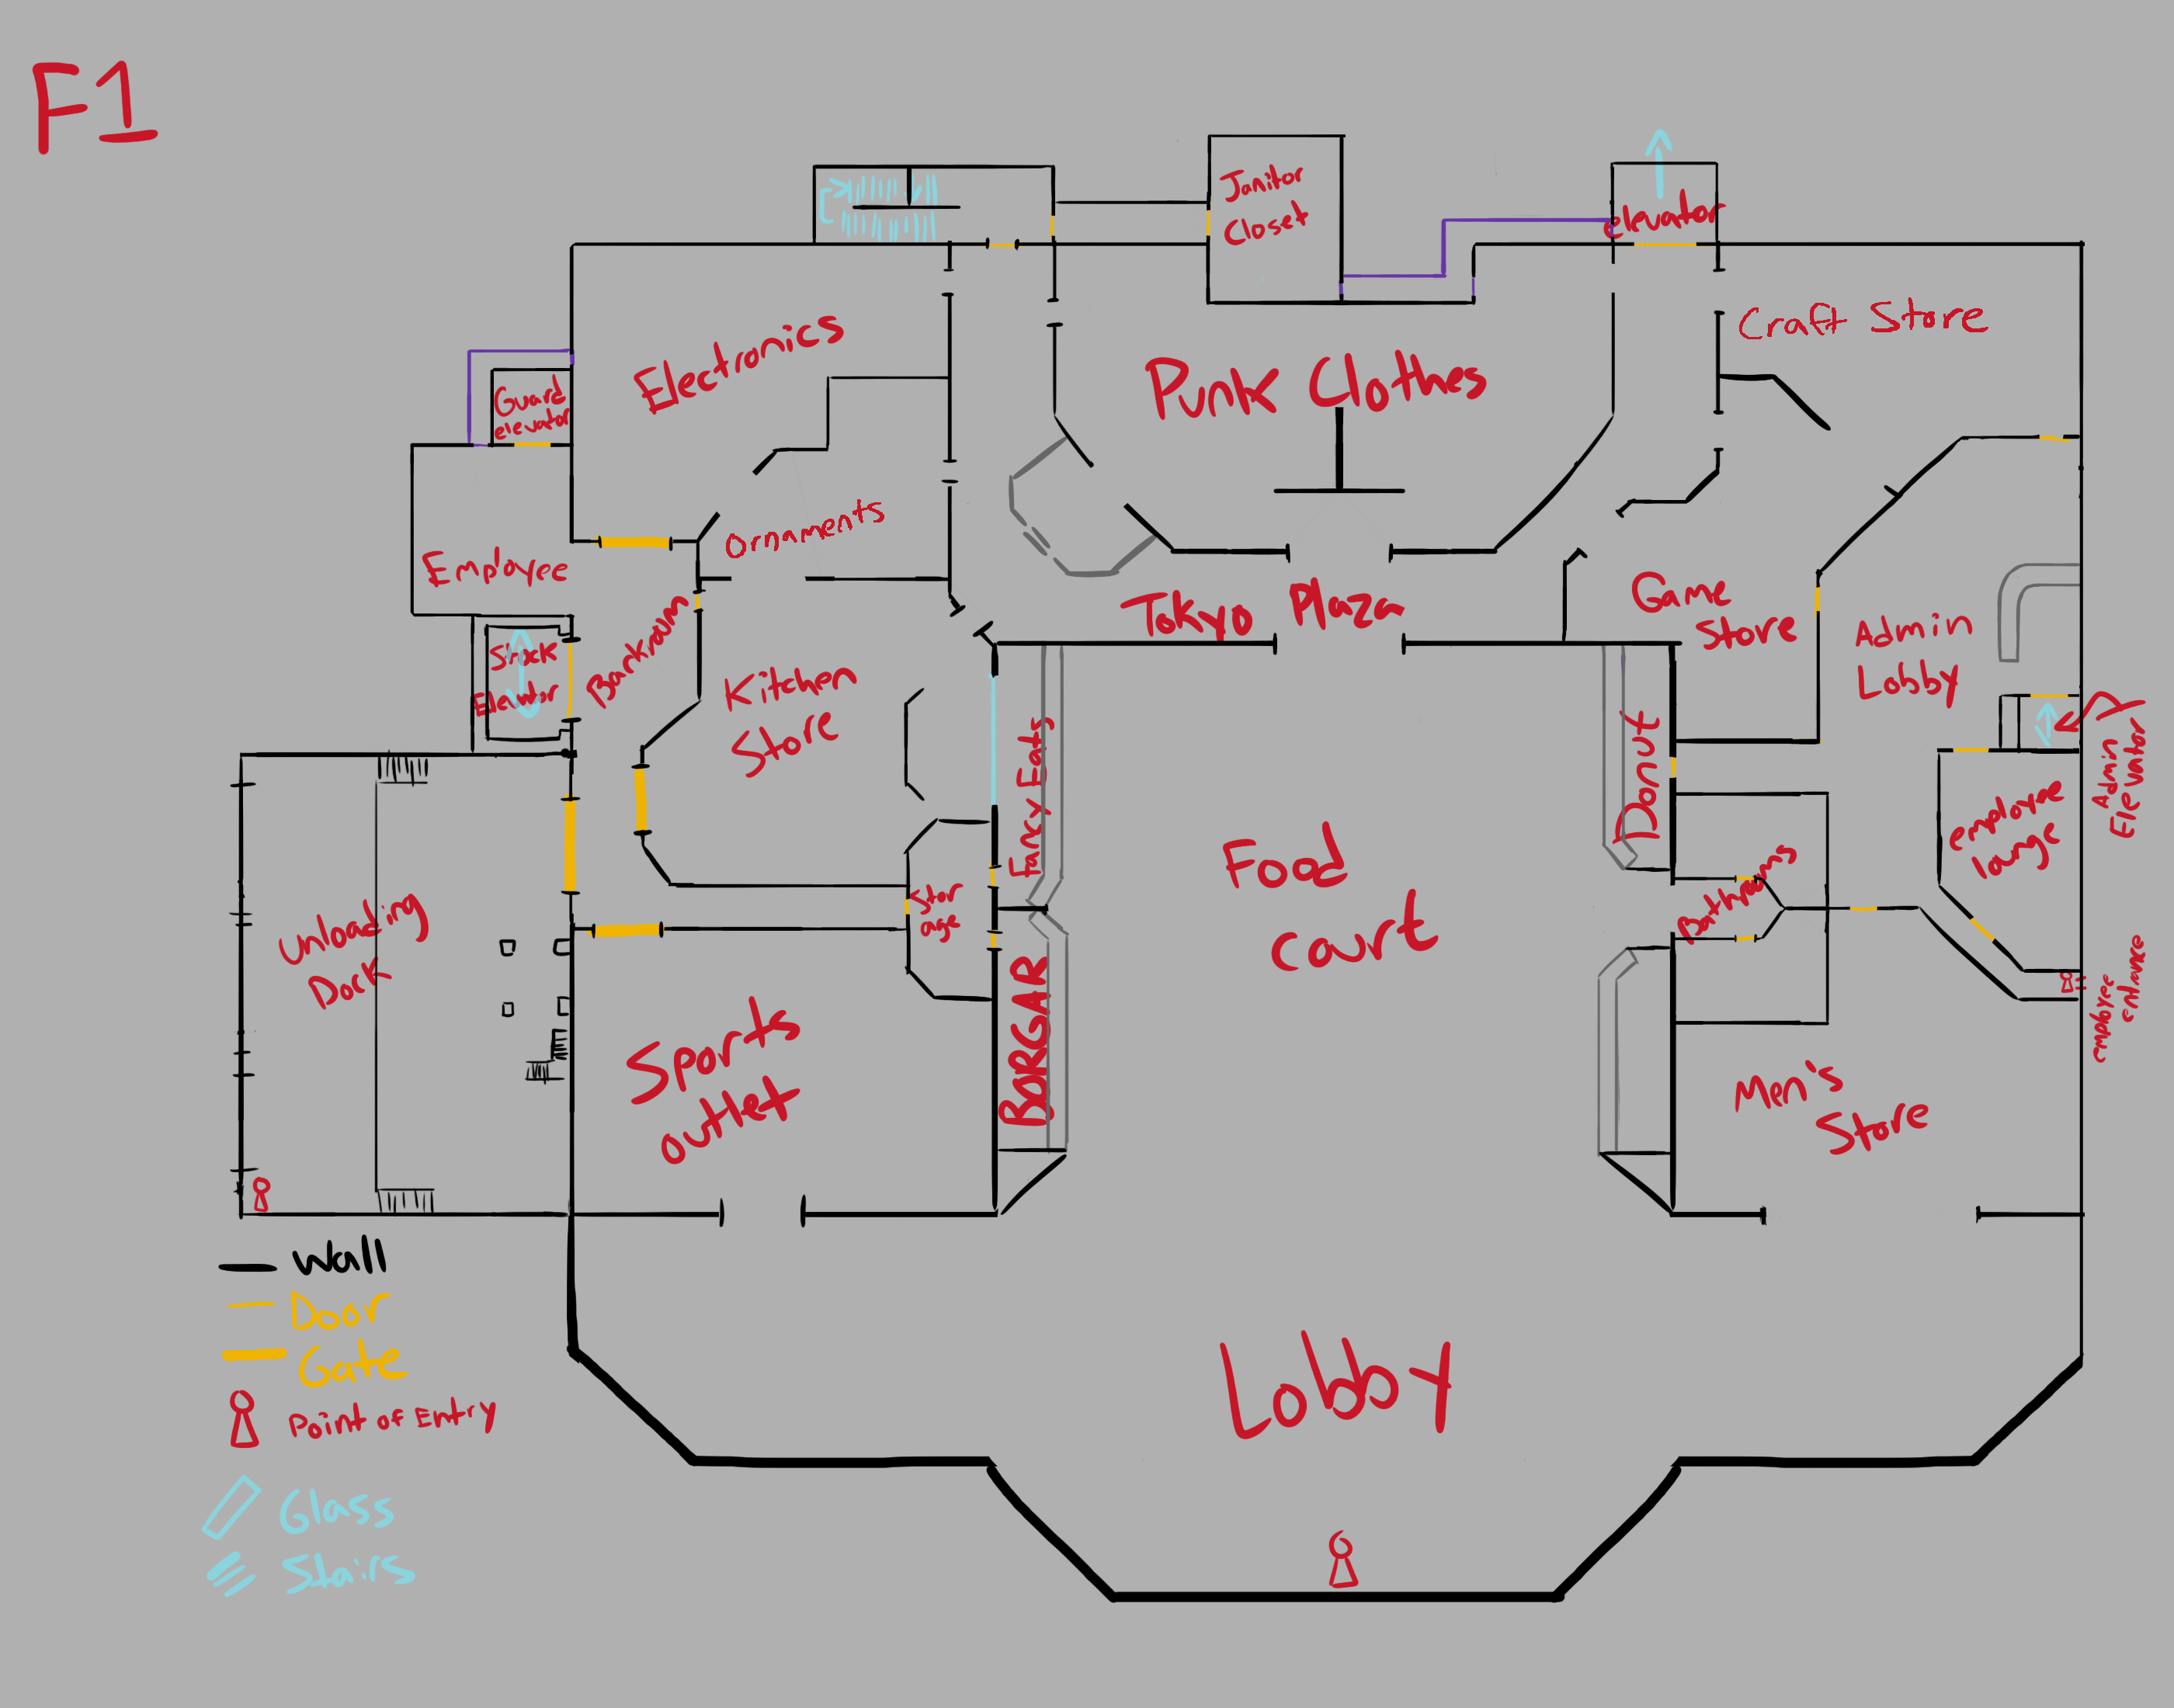 F1
Janitor
Closet
elevator
Electronics
Craft Store
Punk Clothes
Guard
elevator
Ornaments
Employee
Tokyo Plaza
Game
Store
Admin
Lobby
Stock
Elevator
Backroom
Kitchen
Store
Fancy Eats
Donut
Admin
Elevator
employee
lounge
Food
court
Bathrooms
Stor
age
Unloading
Dock
BORGAR
employee
entrance
Sports
outlet
Men's
Store
Wall
Door
Gate
Point of Entry
Glass
Stairs
Lobby